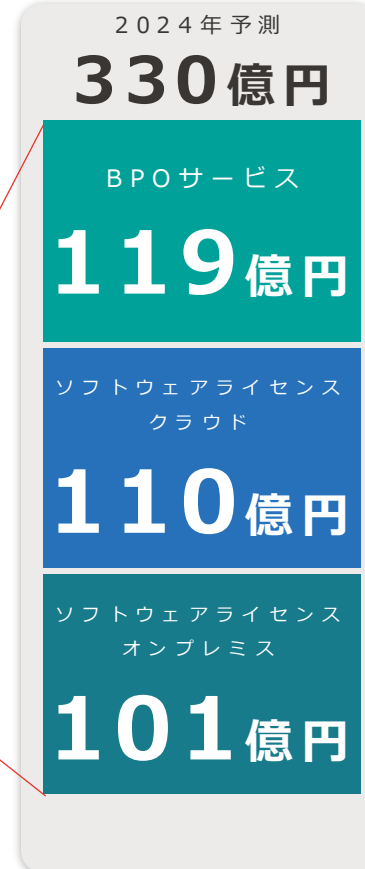 2024年予測
330億円
BPOサービス
119億円
ソフトウェアライセンス
クラウド
110億円
ソフトウェアライセンス
オンプレミス
101億円